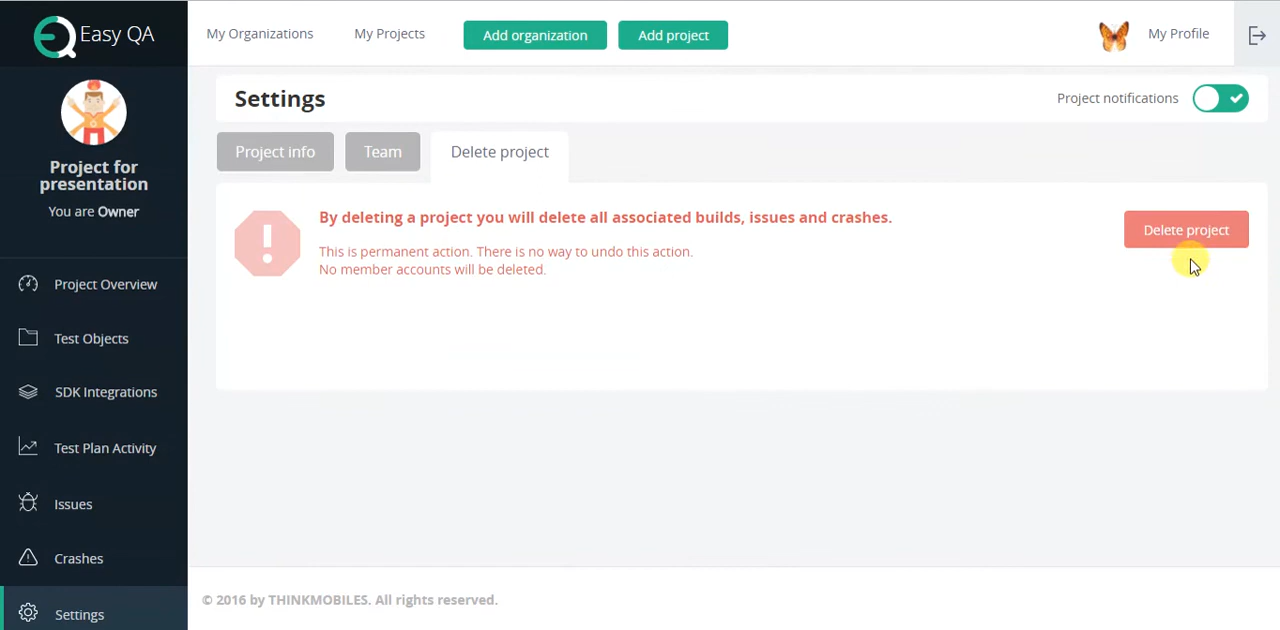 Easy QA
My Organizations
My Projects
Add organization
Add project
My Profile
Project for
presentation
You are Owner
Project Overview
Test Objects
SDK Integrations
Test Plan Activity
Issues
Crashes
Settings
Settings
Project notifications
Project info
Team
Delete project
By deleting a project you will delete all associated builds, issues and crashes.
This is permanent action. There is no way to undo this action.
No member accounts will be deleted.
Delete project
© 2016 by THINKMOBILES. All rights reserved.